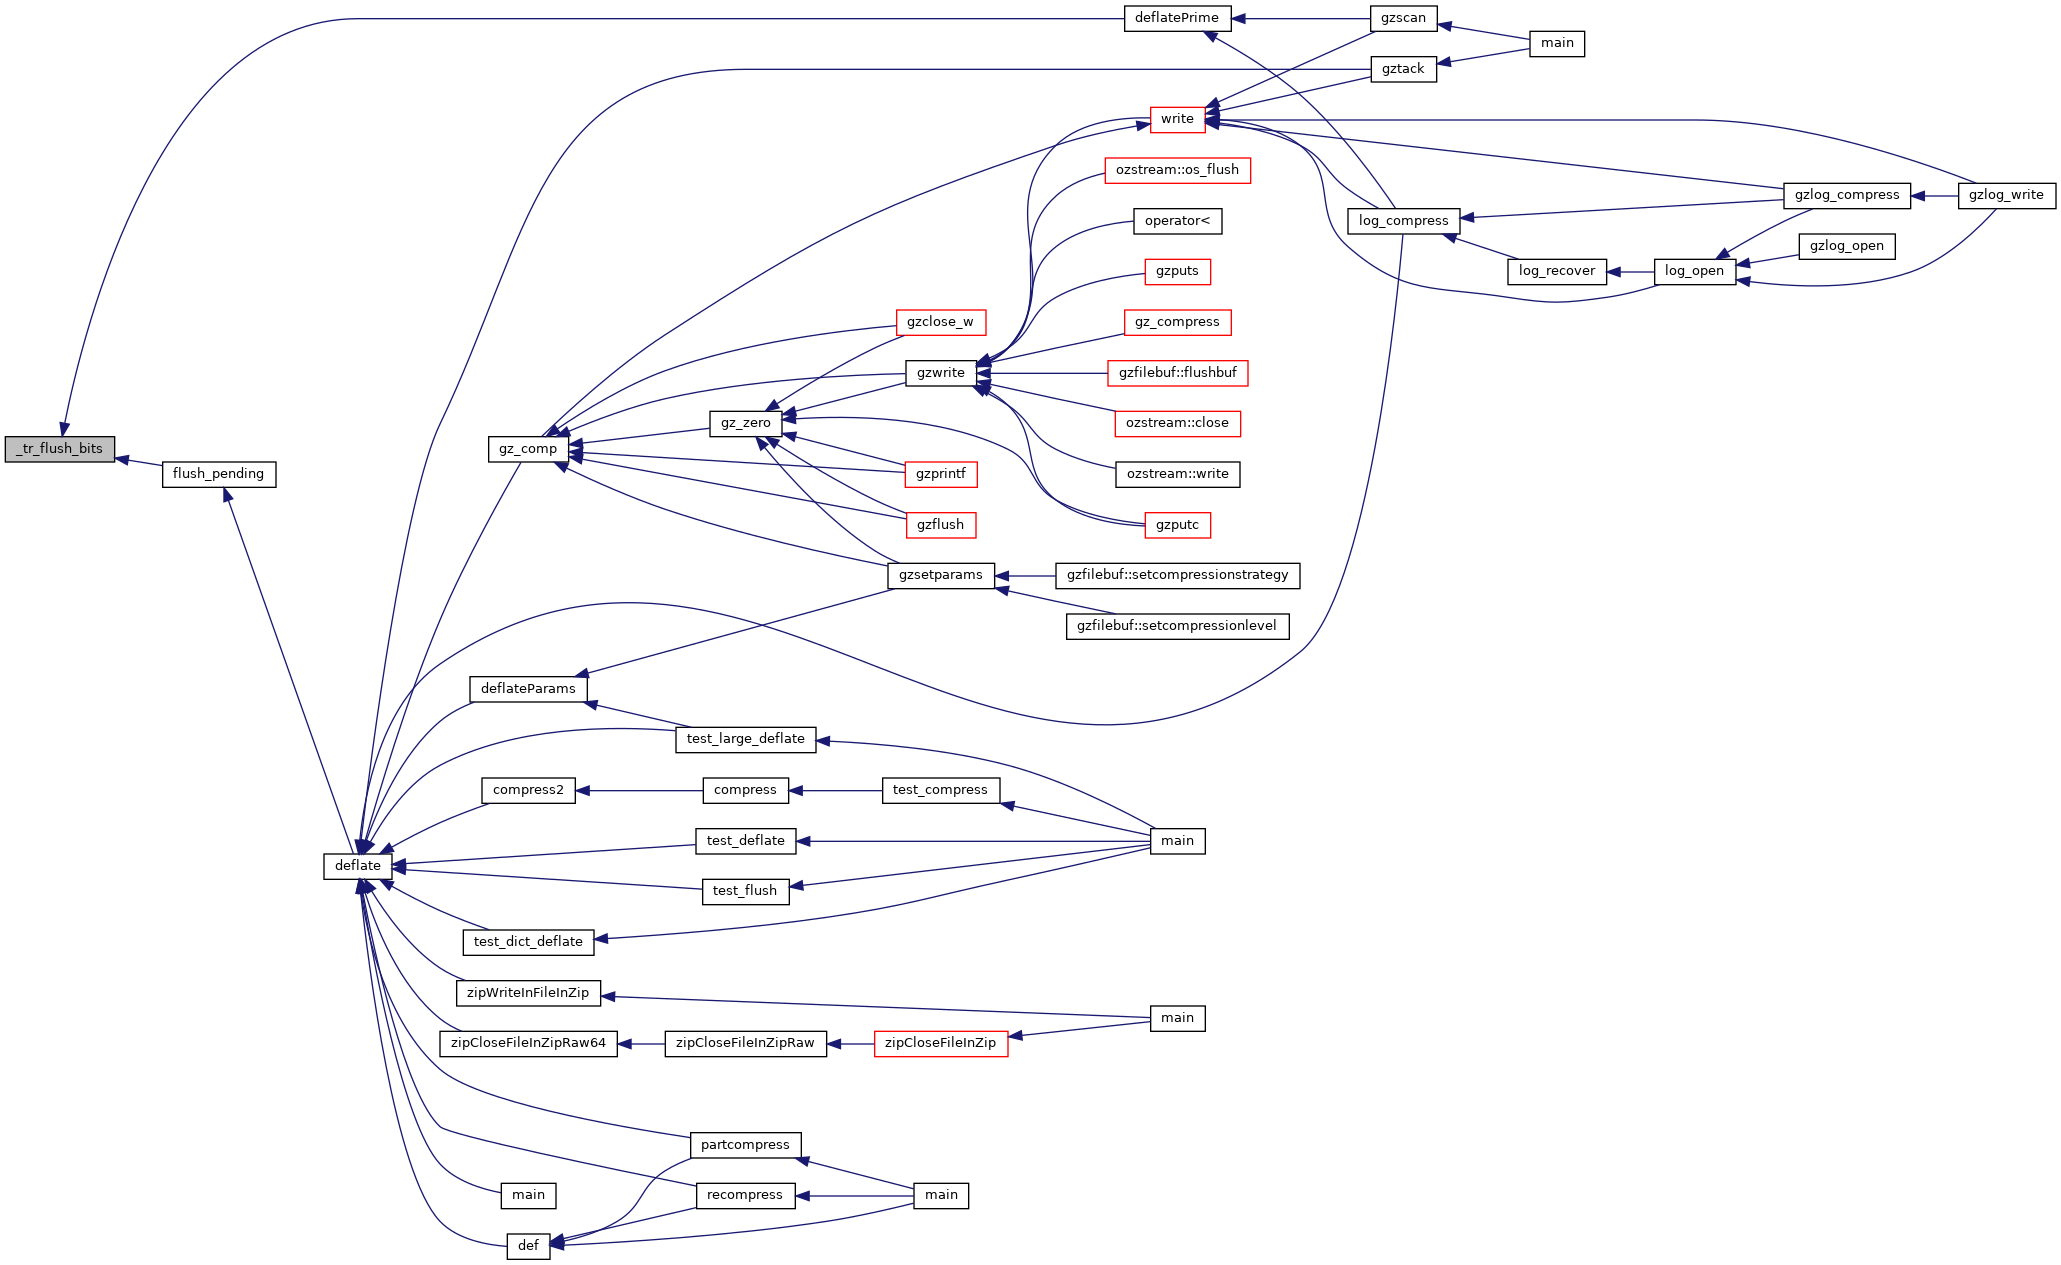 deflatePrime
gzscan
main
gztack
write
ozstream::os_flush
gzlog_compress
gzlog_write
operator<
log_compress
gzlog_open
gzputs
log_recover
log_open
gzclose_w
gz_compress
gzwrite
gzfilebuf::flushbuf
gz_zero
ozstream::close
_tr_flush_bits
gz_comp
flush_pending
gzprintf
ozstream::write
gzflush
gzputc
gzsetparams
gzfilebuf::setcompressionstrategy
gzfilebuf::setcompressionlevel
deflateParams
test_large_deflate
compress2
compress
test_compress
test_deflate
main
deflate
test_flush
test_dict_deflate
zipWriteInFileInZip
main
zipCloseFileInZipRaw64
zipCloseFileInZipRaw
zipCloseFileInZip
partcompress
main
recompress
main
def